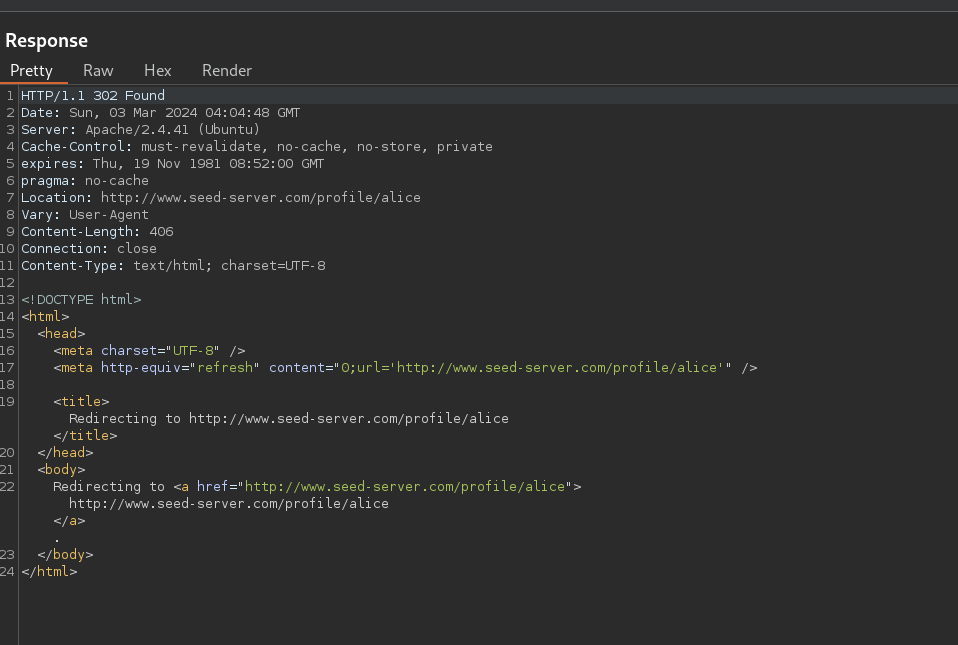 Response
Pretty Raw Hex Render
1 HTTP/1.1 302 Found
2 Date: Sun, 03 Mar 2024 04:04:48 GMT
3 Server: Apache/2.4.41 (Ubuntu)
4 Cache-Control: must-revalidate, no-cache, no-store, private
5 expires: Thu, 19 Nov 1981 08:52:00 GMT
6 pragma: no-cache
7 Location: http://www.seed-server.com/profile/alice
8 Vary: User-Agent
9 Content-Length: 406
10 Connection: close
11 Content-Type: text/html; charset=UTF-8
12
13 <!DOCTYPE html>
14 <html>
15 <head>
16 <meta charset="UTF-8" />
17 <meta http-equiv="refresh" content="0;url='http://www.seed-server.com/profile/alice'" />
18
19 <title>
Redirecting to http://www.seed-server.com/profile/alice
</title>
20 </head>
21 <body>
22 Redirecting to <a href="http://www.seed-server.com/profile/alice">
http://www.seed-server.com/profile/alice
</a>
.
23 </body>
24 </html>